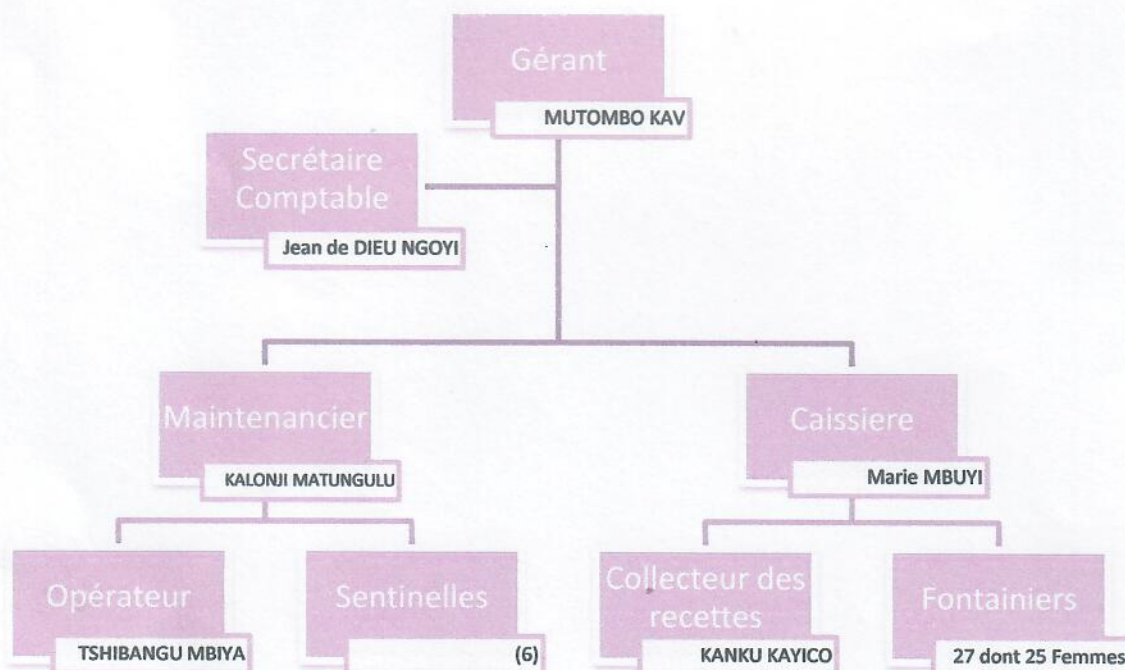 Gérant
MUTOMBO KAV
Secrétaire
Comptable
Jean de DIEU NGOYI
Maintenancier
KALONJI MATUNGULU
Caissiere
Marie MBUYI
Opérateur
TSHIBANGU MBIYA
Sentinelles
(6)
Collecteur des
recettes
KANKU KAYICO
Fontainiers
27 dont 25 Femmes